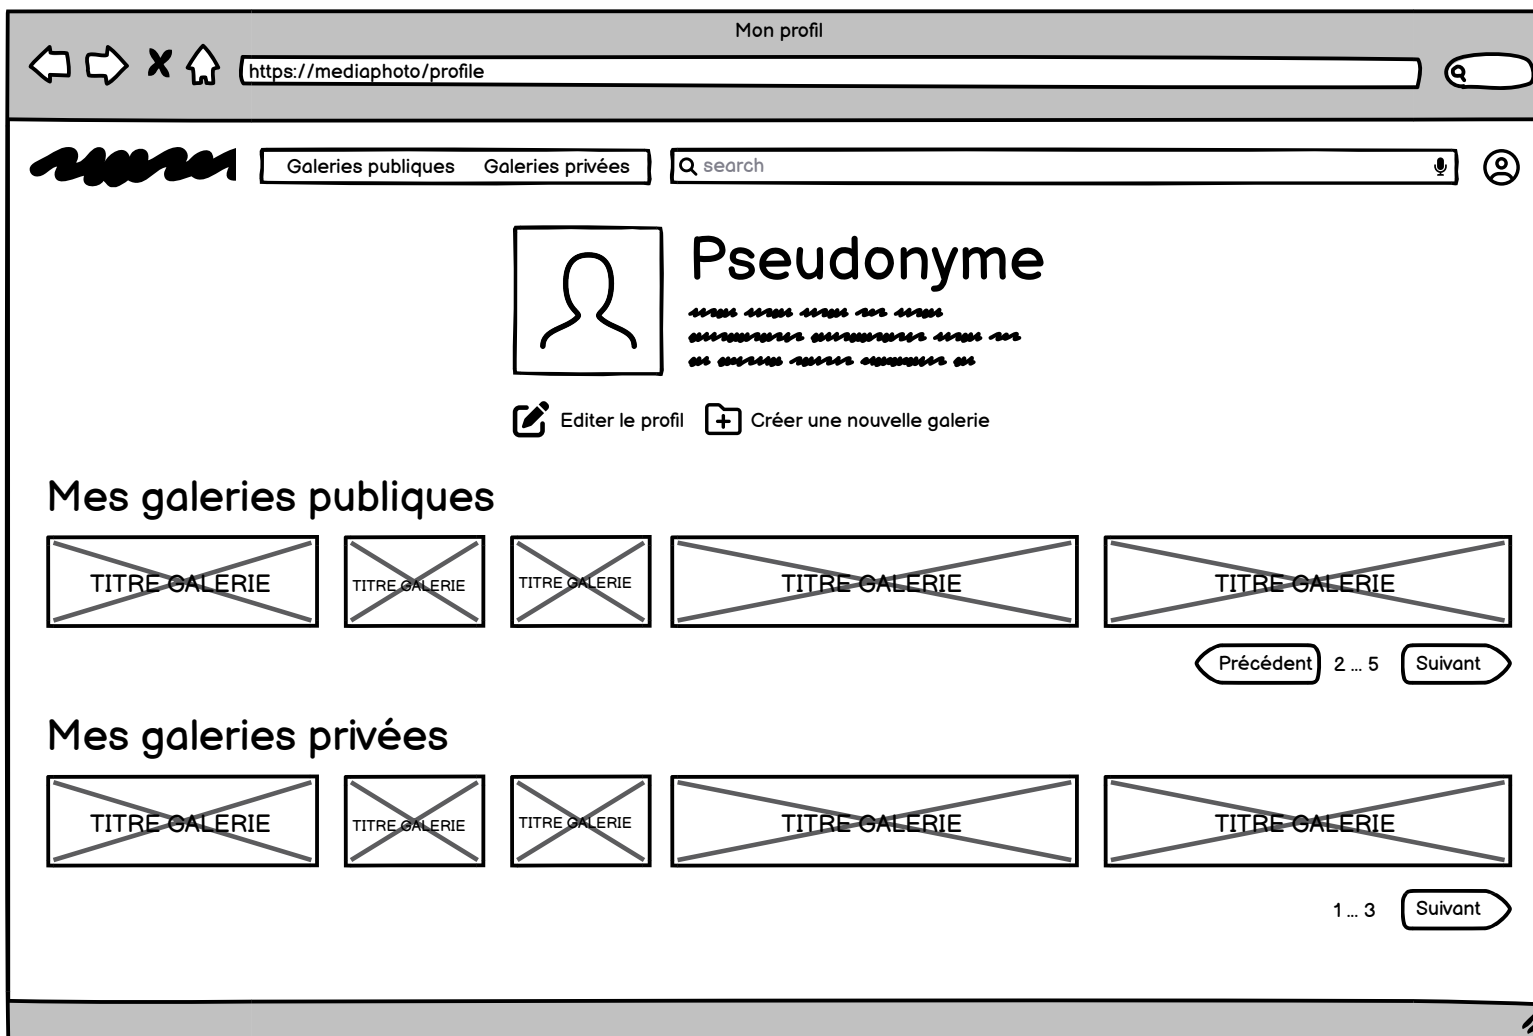 Mon profil
https://mediaphoto/profile
Galeries publiques Galeries privées search
Pseudonyme
Editer le profil Créer une nouvelle galerie
Mes galeries publiques
TITRE GALERIE TITRE GALERIE TITRE GALERIE TITRE GALERIE TITRE GALERIE
Précédent 2 ... 5 Suivant
Mes galeries privées
TITRE GALERIE TITRE GALERIE TITRE GALERIE TITRE GALERIE TITRE GALERIE
1 ... 3 Suivant